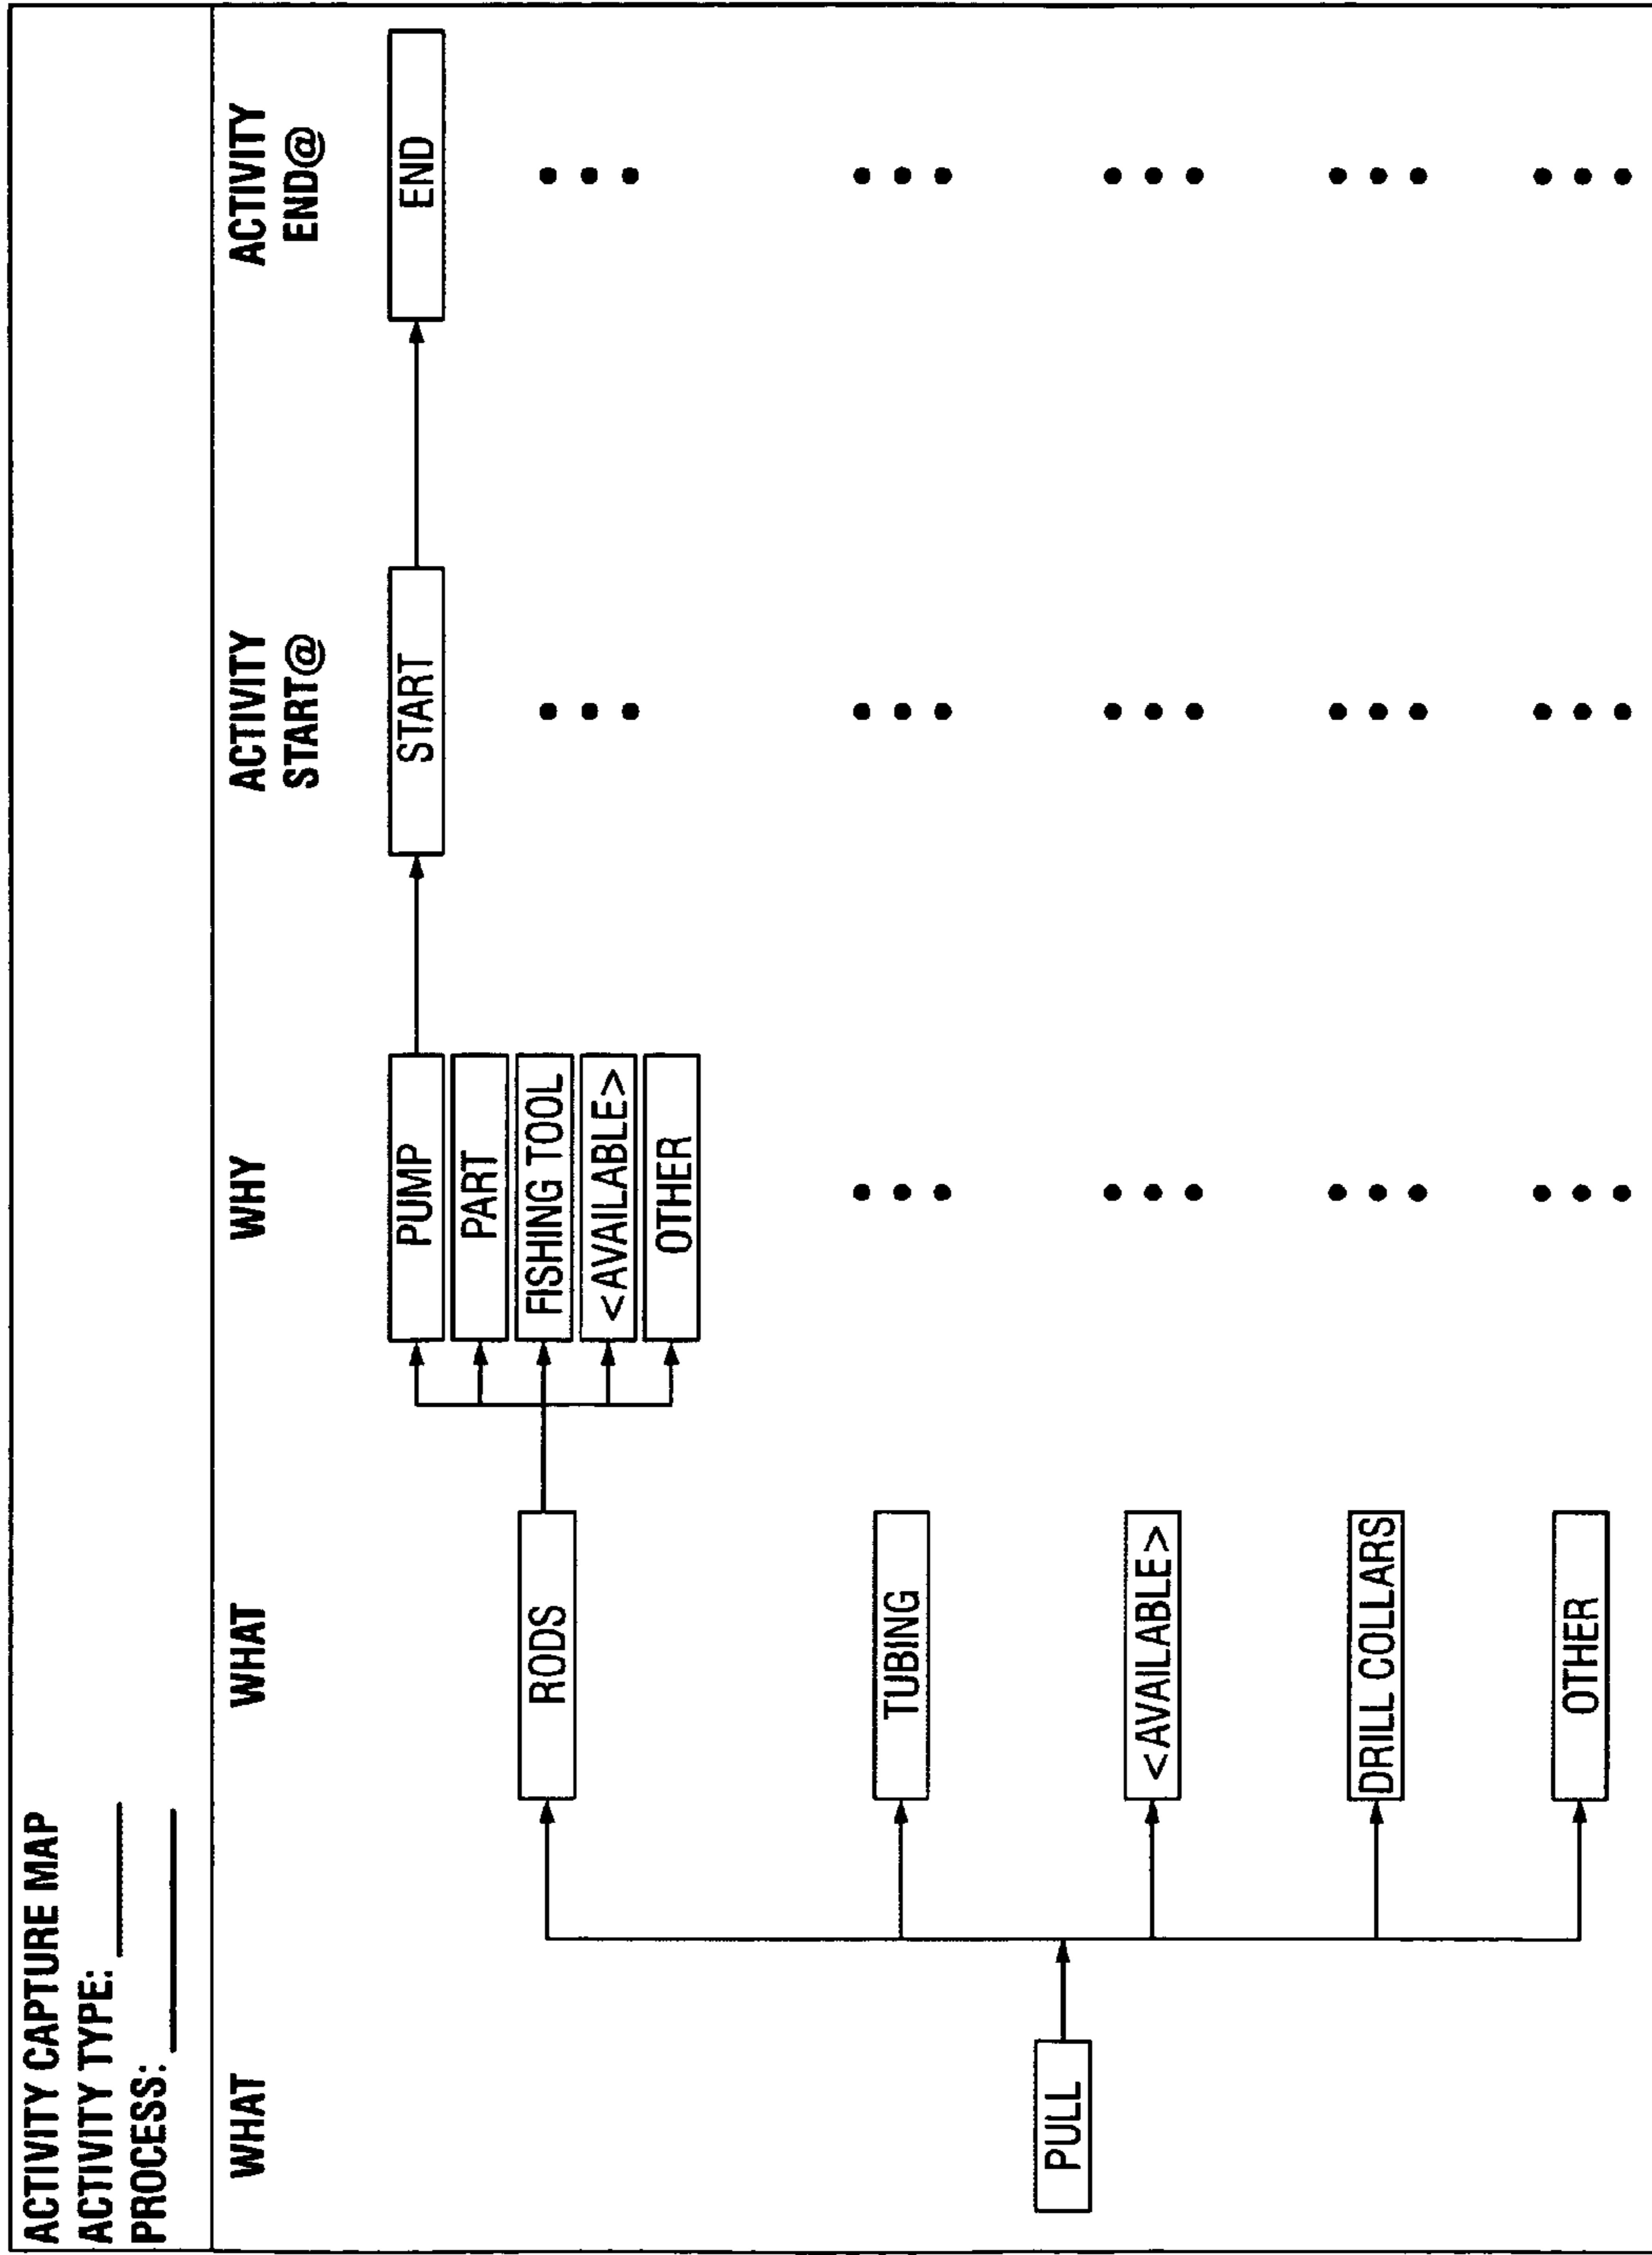 ACTIVITY CAPTURE MAP
ACTIVITY TYPE:
PROCESS:
WHAT
WHAT
WHY
ACTIVITY
START@
ACTIVITY
END@
PULL
RODS
TUBING
<AVAILABLE>
DRILL COLLARS
OTHER
PUMP
PART
FISHING TOOL
<AVAILABLE>
OTHER
START
END